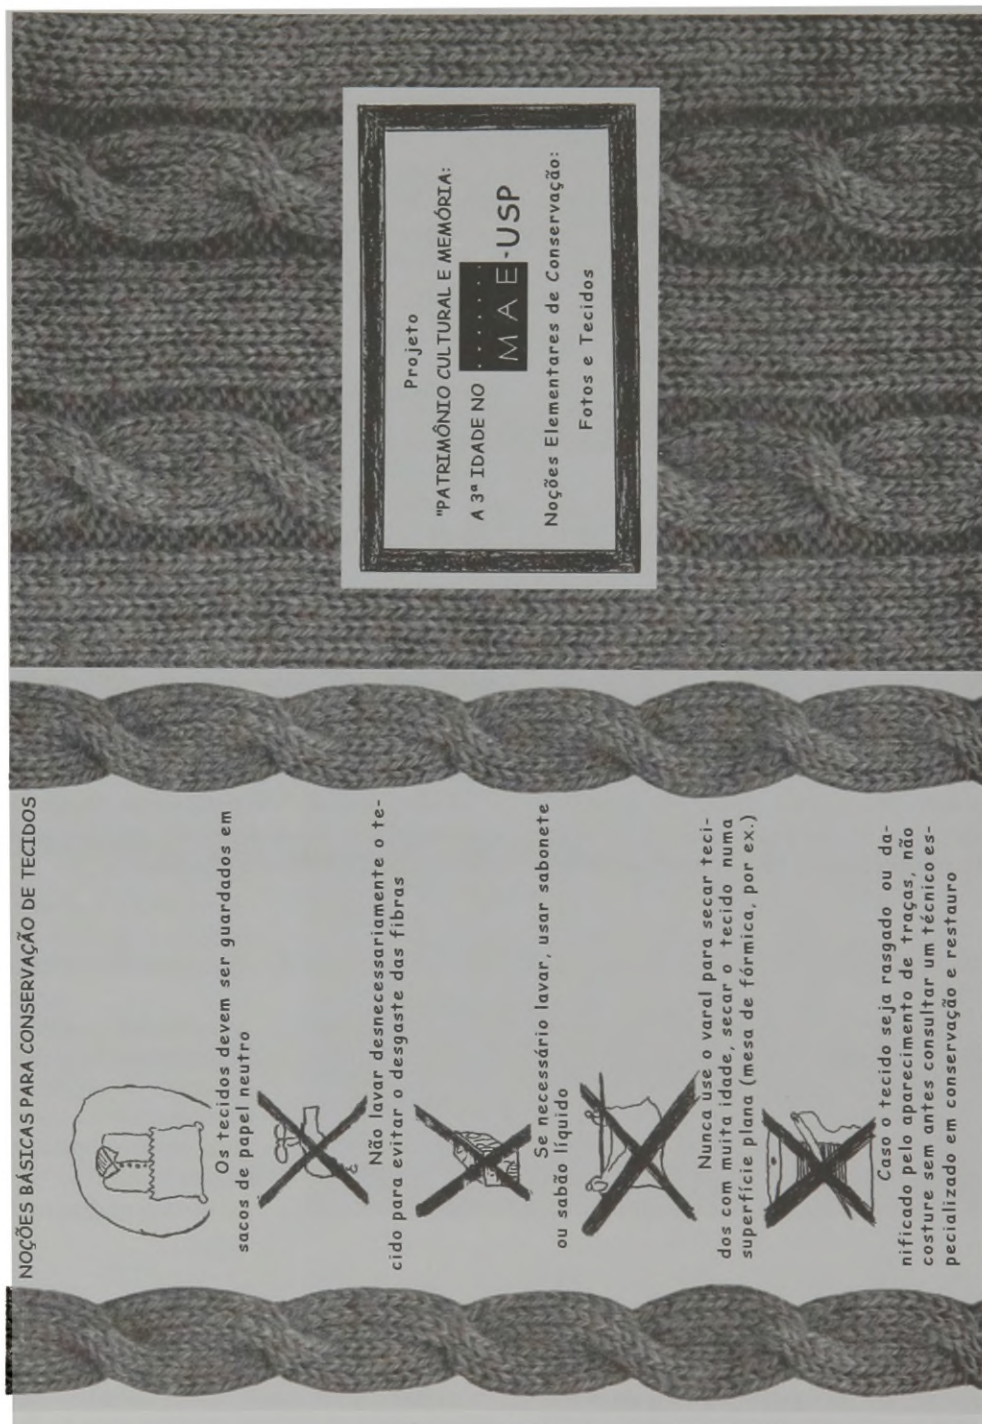 NOÇÕES BÁSICAS PARA CONSERVAÇÃO DE TECIDOS
Os tecidos devem ser guardados em
sacos de papel neutro
Não lavar desnecessariamente o te-
cido para evitar o desgaste das fibras
Se necessário lavar, usar sabonete
ou sabão líquido
Nunca use o varal para secar teci-
dos com muita idade, secar o tecido numa
superfície plana (mesa de fórmica, por ex.)
Caso o tecido seja rasgado ou da-
nificado pelo aparecimento de traças, não
costure sem antes consultar um técnico es-
pecializado em conservação e restauro
Projeto
"PATRIMÔNIO CULTURAL E MEMÓRIA:
A 3ª IDADE NO MAE-USP
Noções Elementares de Conservação:
Fotos e Tecidos